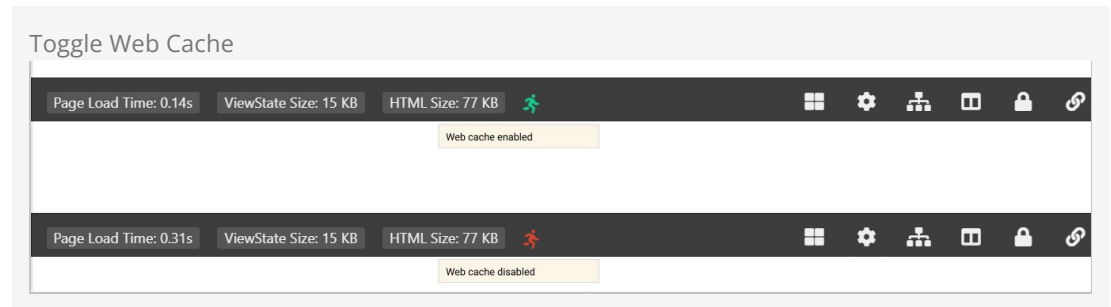 Toggle Web Cache
Page Load Time: 0.14s ViewState Size: 15 KB HTML Size: 77 KB
Web cache enabled
Page Load Time: 0.31s ViewState Size: 15 KB HTML Size: 77 KB
Web cache disabled